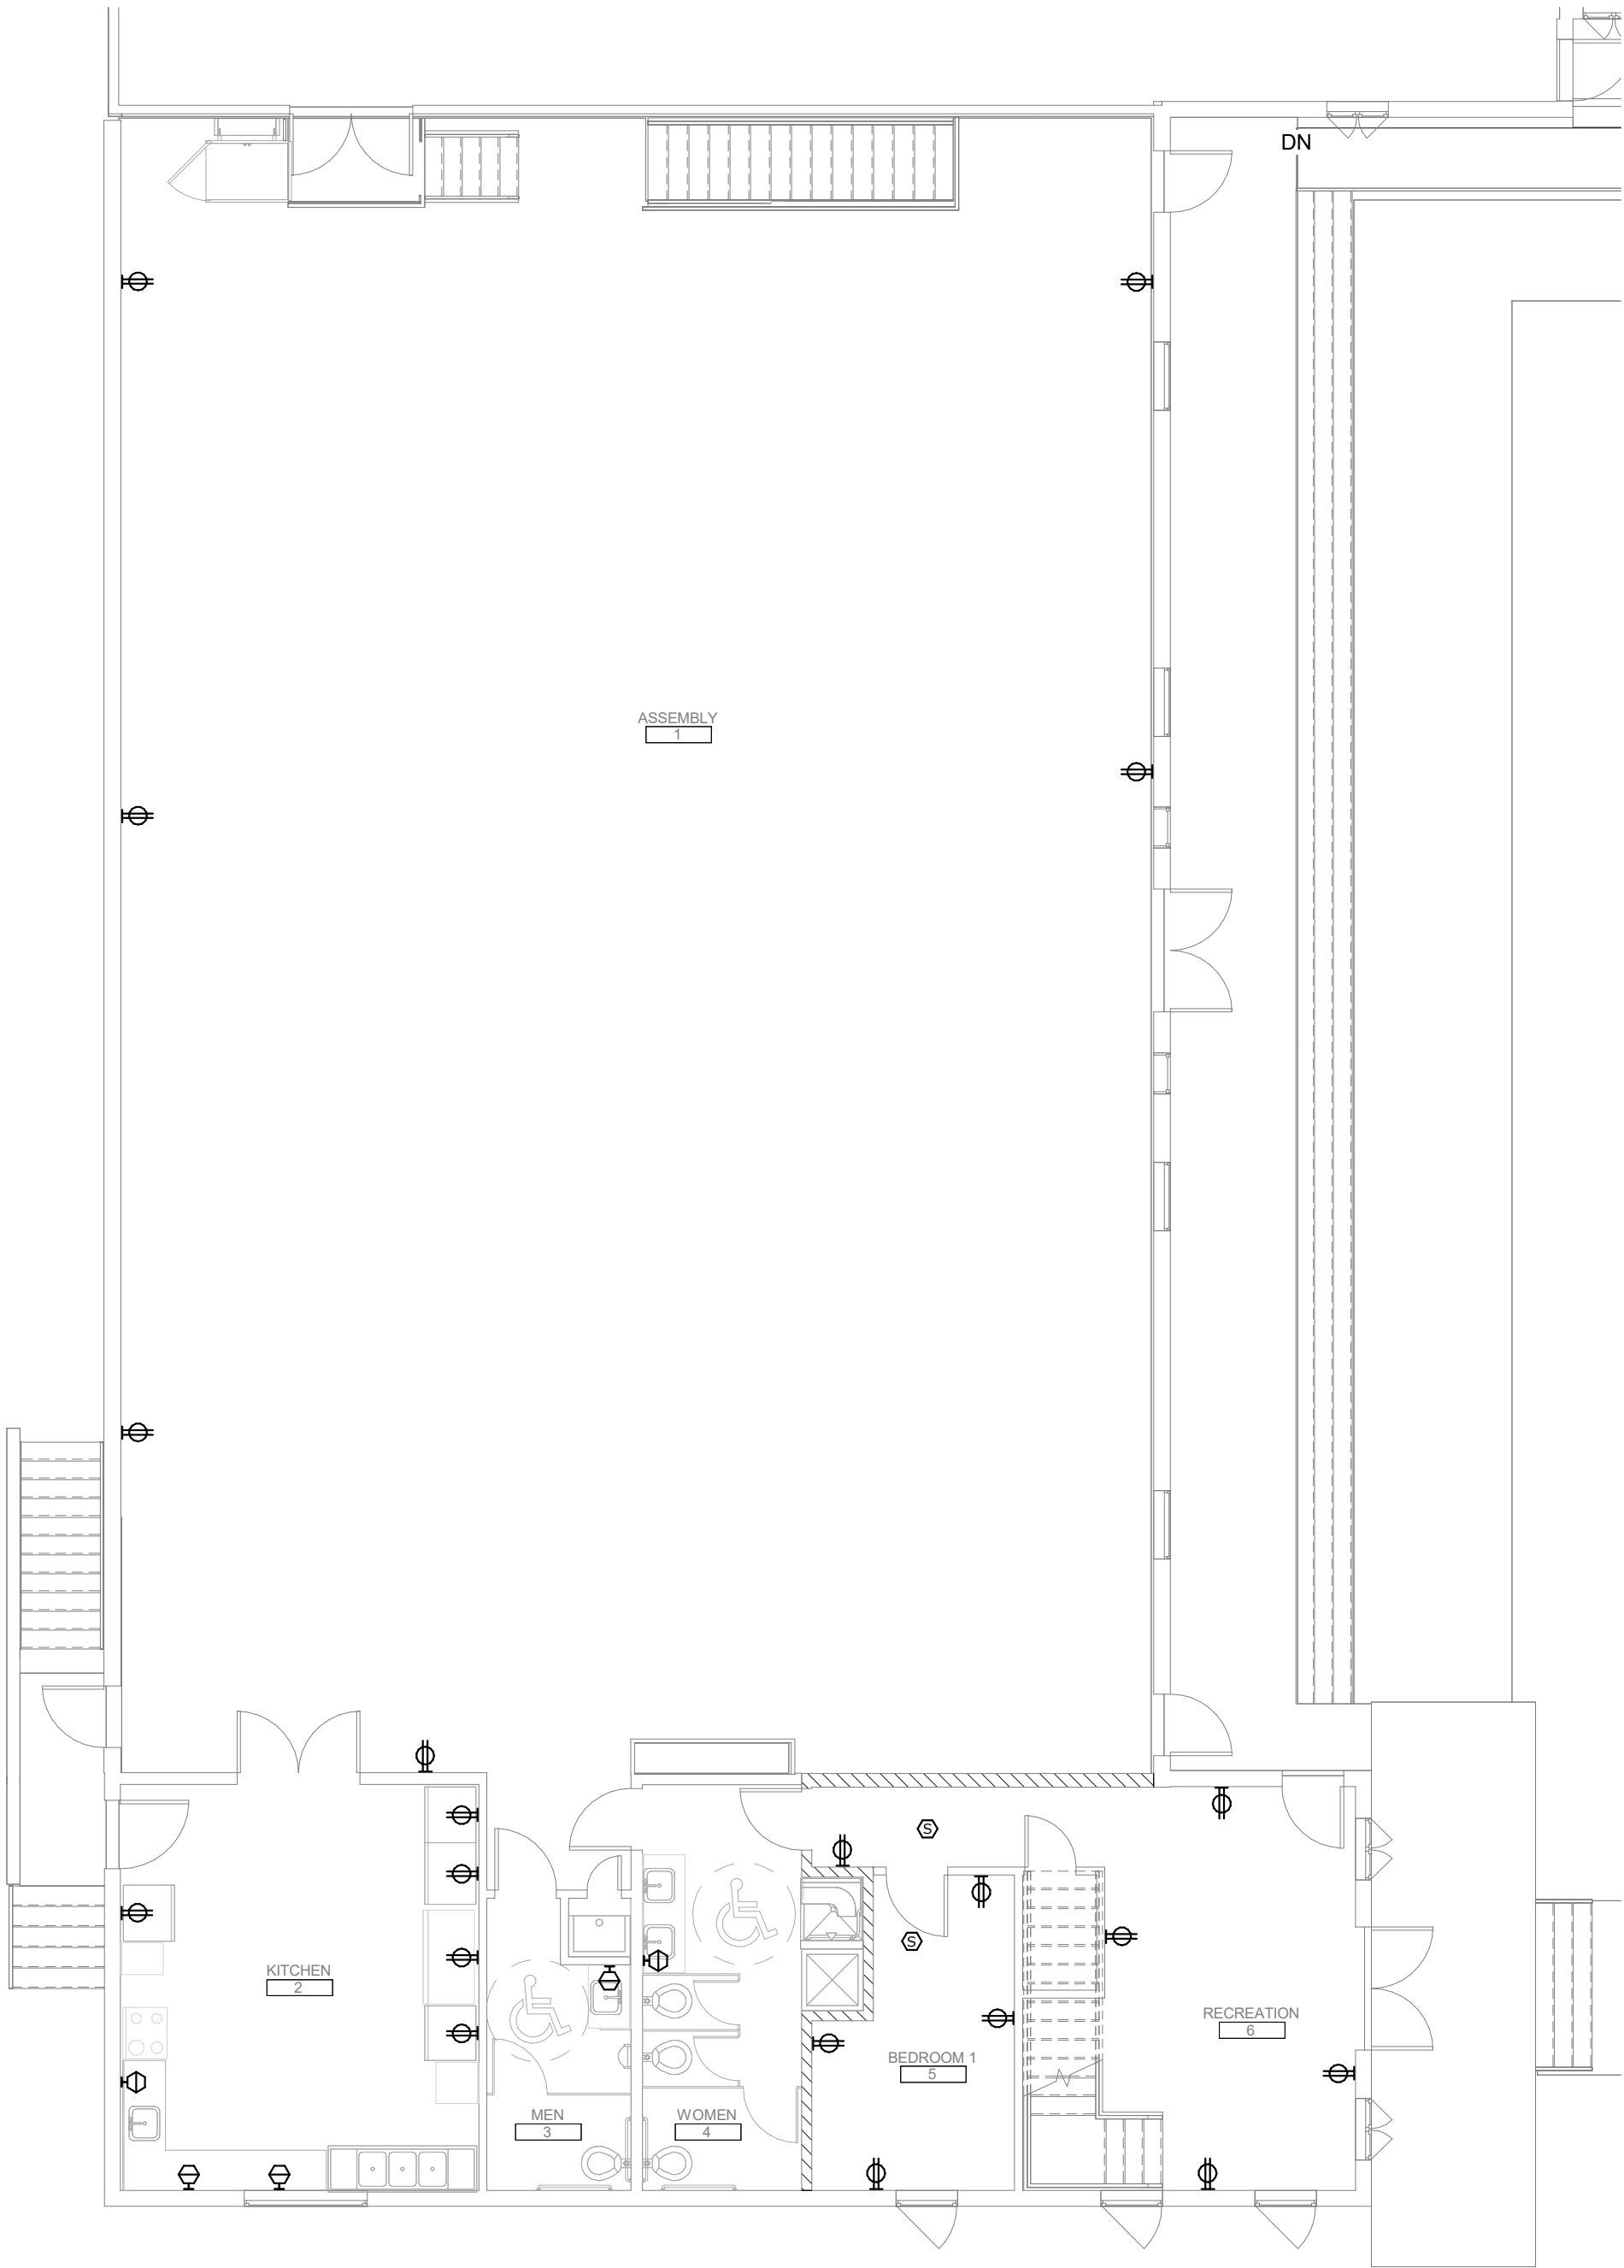 DN
ASSEMBLY
1
S
S
KITCHEN
2
RECREATION
6
BEDROOM 1
5
MEN
3
WOMEN
4